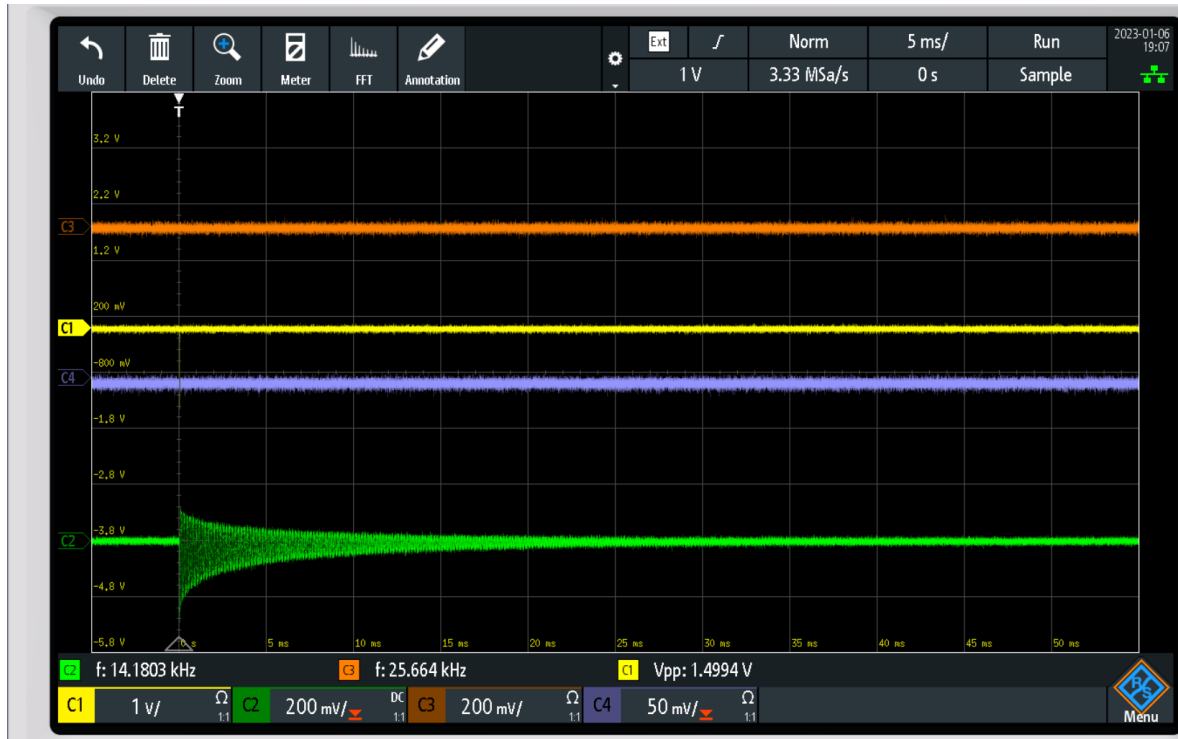 Undo Delete Zoom Meter FFT Annotation
Ext Norm 5 ms/ Run
1 V 3.33 MSa/s 0 s Sample
2023-01-06
19:07
T
3.2 V
2.2 V
C3
1.2 V
200 mV
C1
-800 mV
C4
-1.8 V
-2.8 V
-3.8 V
C2
-4.8 V
-5.8 V 0 s 5 ms 10 ms 15 ms 20 ms 25 ms 30 ms 35 ms 40 ms 45 ms 50 ms
C2 f: 14.1803 kHz C3 f: 25.664 kHz C1 Vpp: 1.4994 V
C1 1 V/ Ω 1:1 C2 200 mV/ DC 1:1 C3 200 mV/ Ω 1:1 C4 50 mV/ Ω 1:1
R&S
Menu